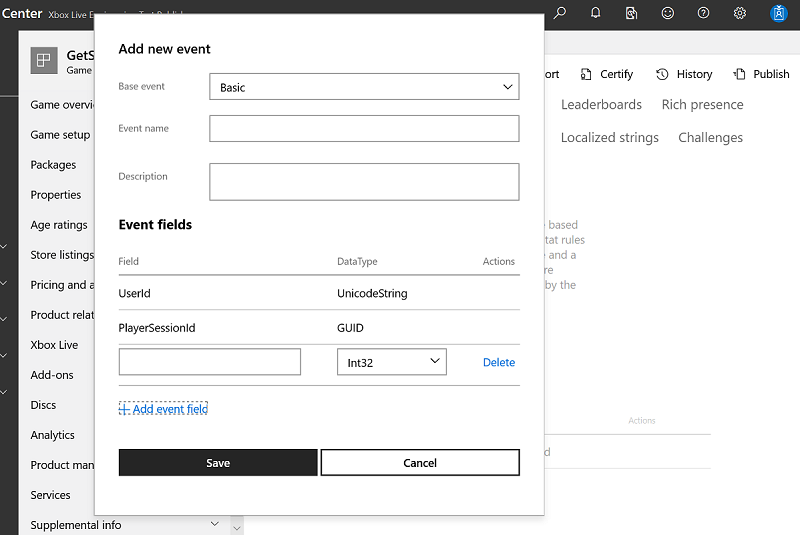 Center Xbox Live
GetS
Game
Game overvi
Game setup
Packages
Properties
Age ratings
Store listings
Pricing and a
Product relat
Xbox Live
Add-ons
Discs
Analytics
Product man
Services
Supplemental info
Add new event
Base event
Basic
Event name
Description
Event fields
Field DataType Actions
UserId UnicodeString
PlayerSessionId GUID
Int32 Delete
Add event field
Save Cancel
ort Certify History Publish
Leaderboards Rich presence
Localized strings Challenges
based
tat rules
e and a
re
by the
Actions
d